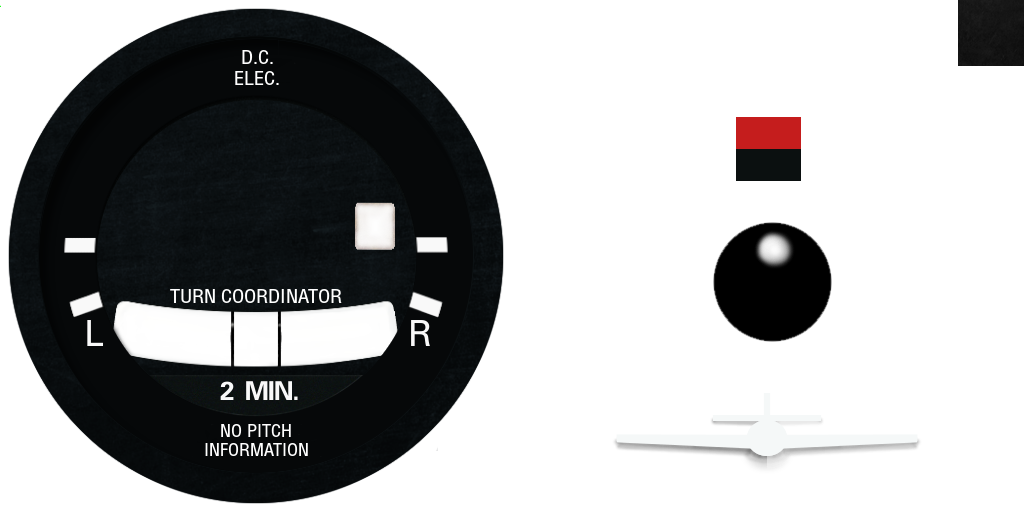 D.C.
ELEC.
TURN COORDINATOR
L
R
2 MIN.
NO PITCH
INFORMATION